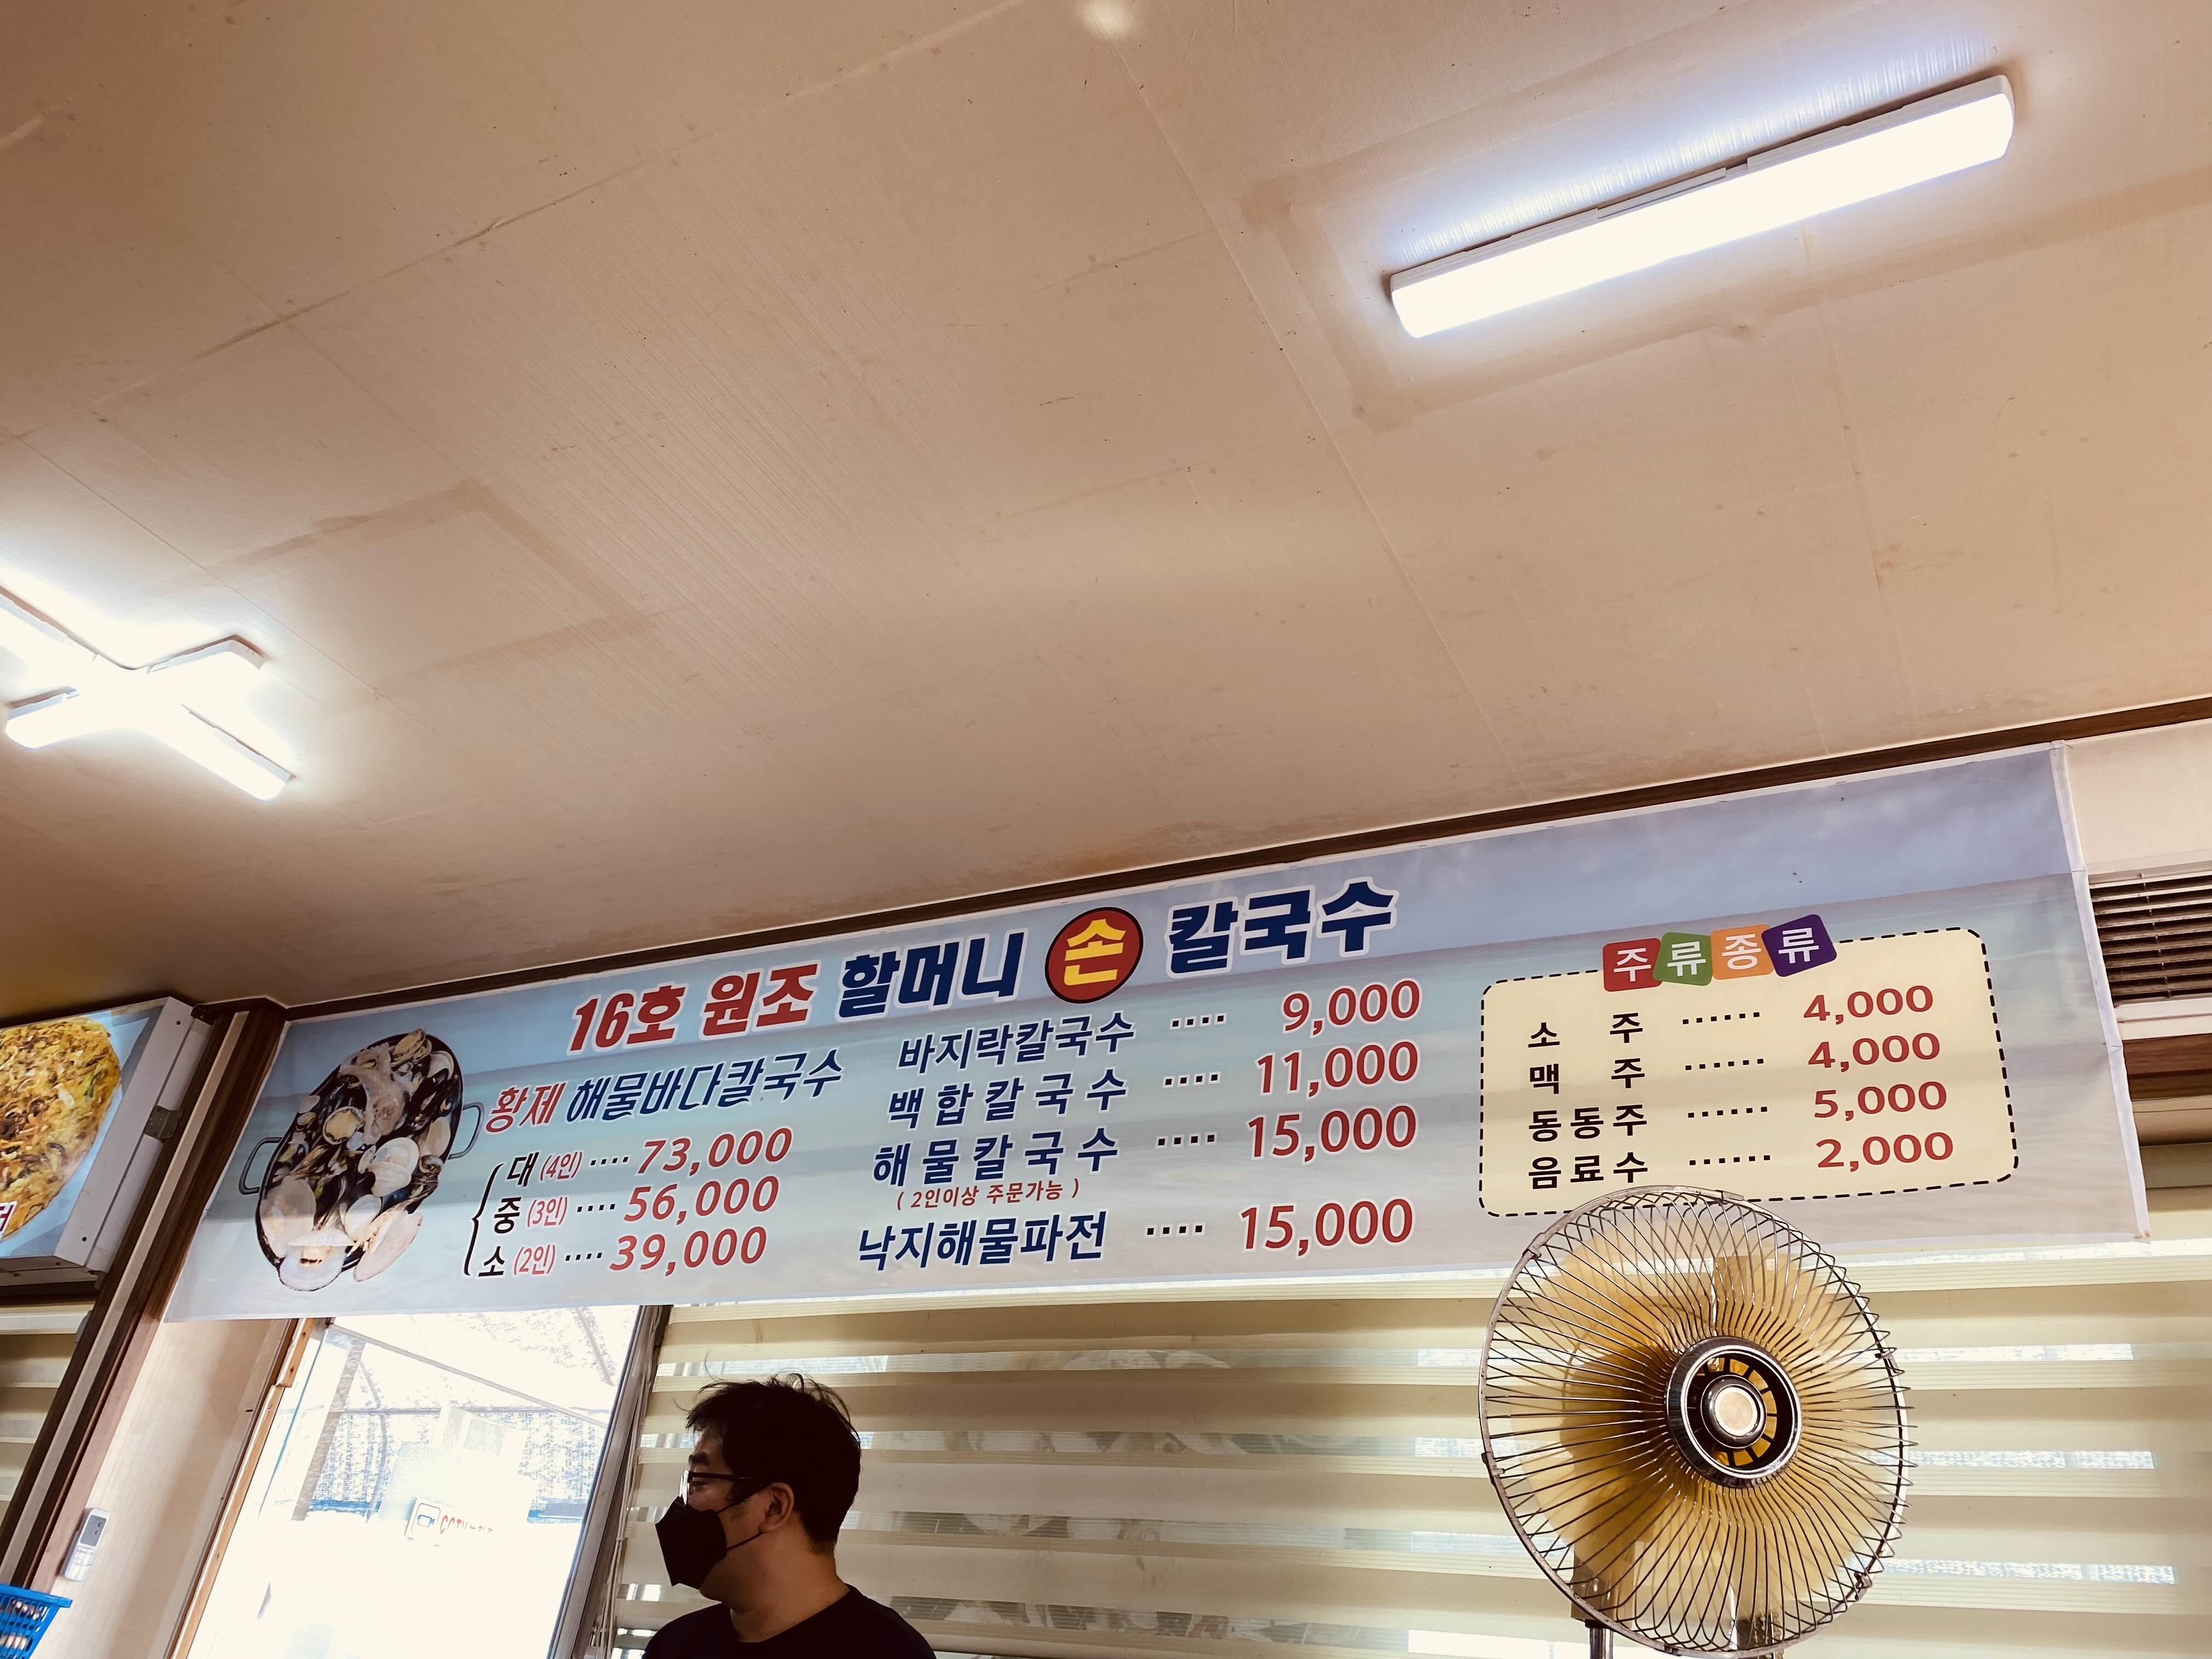 16호 원조 할머니 손 칼국수
황제 해물바다칼국수
대 (4인) ···· 73,000
중 (3인) ···· 56,000
소 (2인) ···· 39,000
바지락칼국수 ···· 9,000
백합칼국수 ···· 11,000
해물칼국수 ···· 15,000
( 2인이상 주문가능 )
낙지해물파전 ···· 15,000
주류종류
소 주 ······ 4,000
맥 주 ······ 4,000
동동주 ······ 5,000
음료수 ······ 2,000